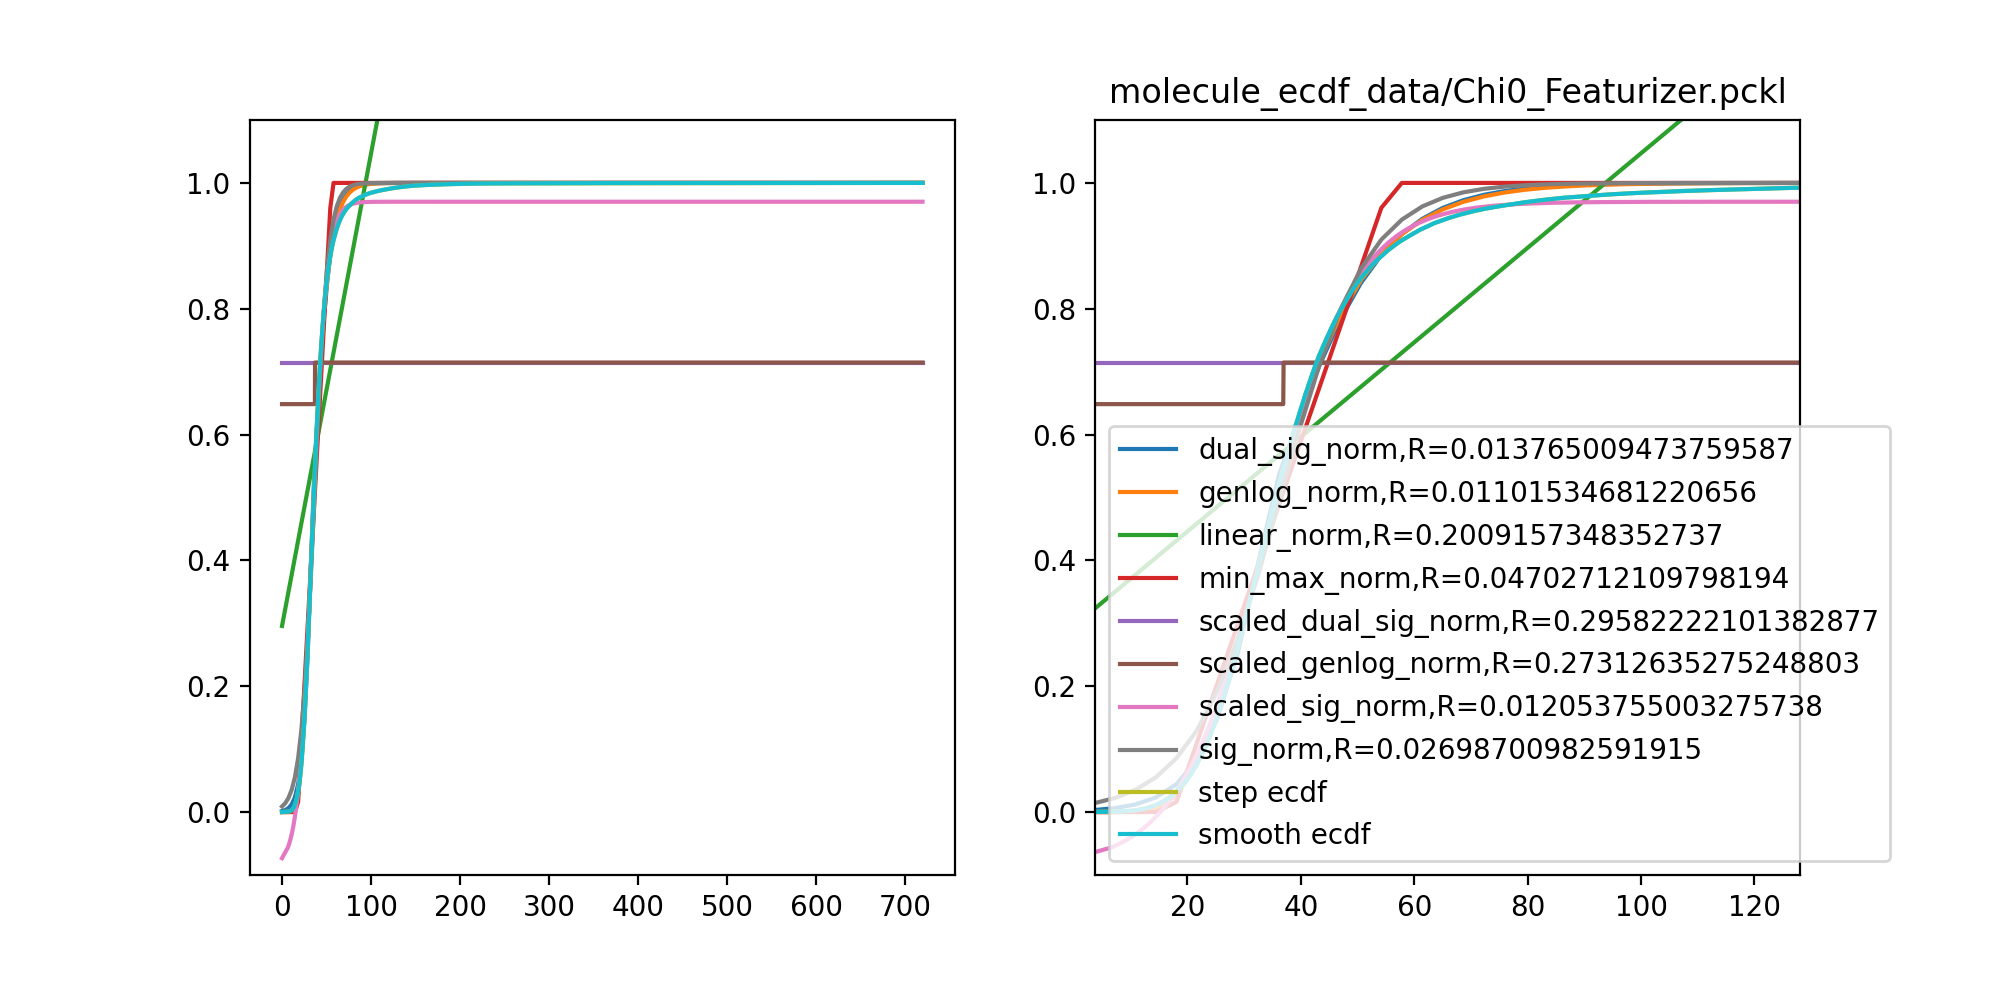 molecule_ecdf_data/Chi0_Featurizer.pckl
1.0
0.8
0.6
0.4
0.2
0.0
0 100 200 300 400 500 600 700
1.0
0.8
0.6
0.4
0.2
0.0
20 40 60 80 100 120
dual_sig_norm,R=0.013765009473759587
genlog_norm,R=0.01101534681220656
linear_norm,R=0.2009157348352737
min_max_norm,R=0.04702712109798194
scaled_dual_sig_norm,R=0.29582222101382877
scaled_genlog_norm,R=0.27312635275248803
scaled_sig_norm,R=0.012053755003275738
sig_norm,R=0.02698700982591915
step ecdf
smooth ecdf